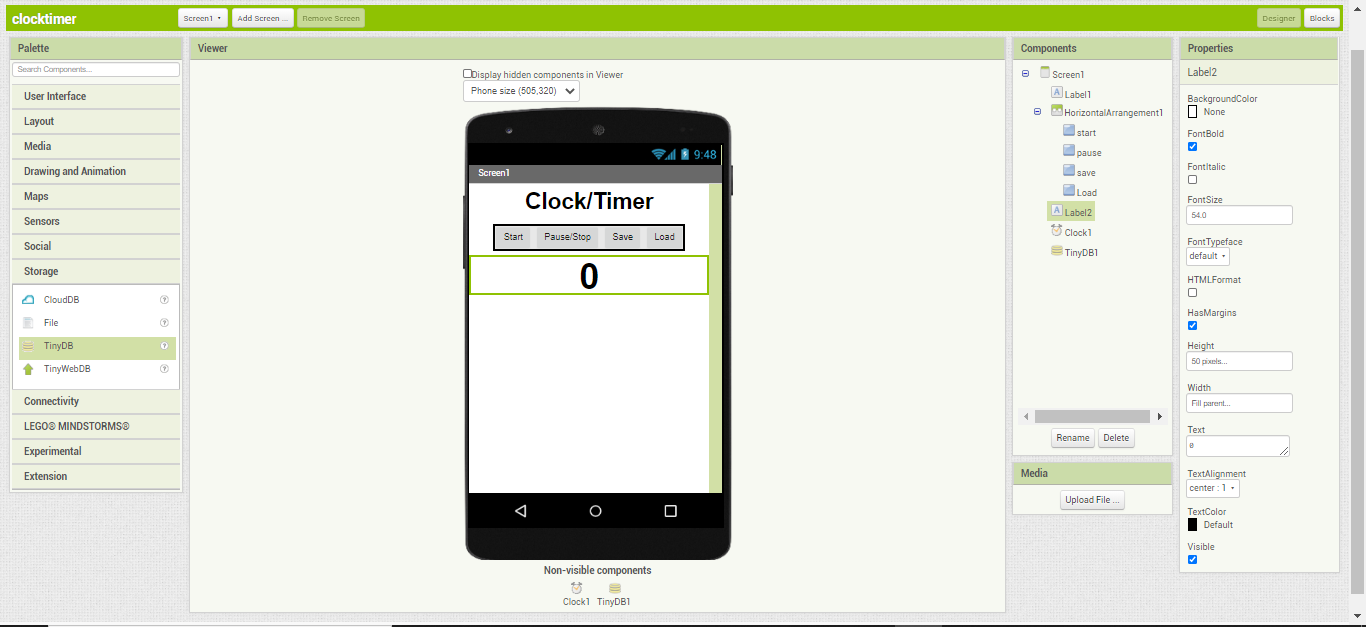 clocktimer
Screen1
Add Screen ...
Remove Screen
Designer
Blocks
Palette
Search Components...
User Interface
Layout
Media
Drawing and Animation
Maps
Sensors
Social
Storage
CloudDB
File
TinyDB
TinyWebDB
Connectivity
LEGO® MINDSTORMS®
Experimental
Extension
Viewer
Display hidden components in Viewer
Phone size (505,320)
9:48
Screen1
Clock/Timer
Start Pause/Stop Save Load
0
Non-visible components
Clock1 TinyDB1
Components
Screen1
Label1
HorizontalArrangement1
start
pause
save
Load
Label2
Clock1
TinyDB1
Rename Delete
Media
Upload File ...
Properties
Label2
BackgroundColor
None
FontBold
FontItalic
FontSize
54.0
FontTypeface
default
HTMLFormat
HasMargins
Height
50 pixels...
Width
Fill parent...
Text
0
TextAlignment
center : 1
TextColor
Default
Visible